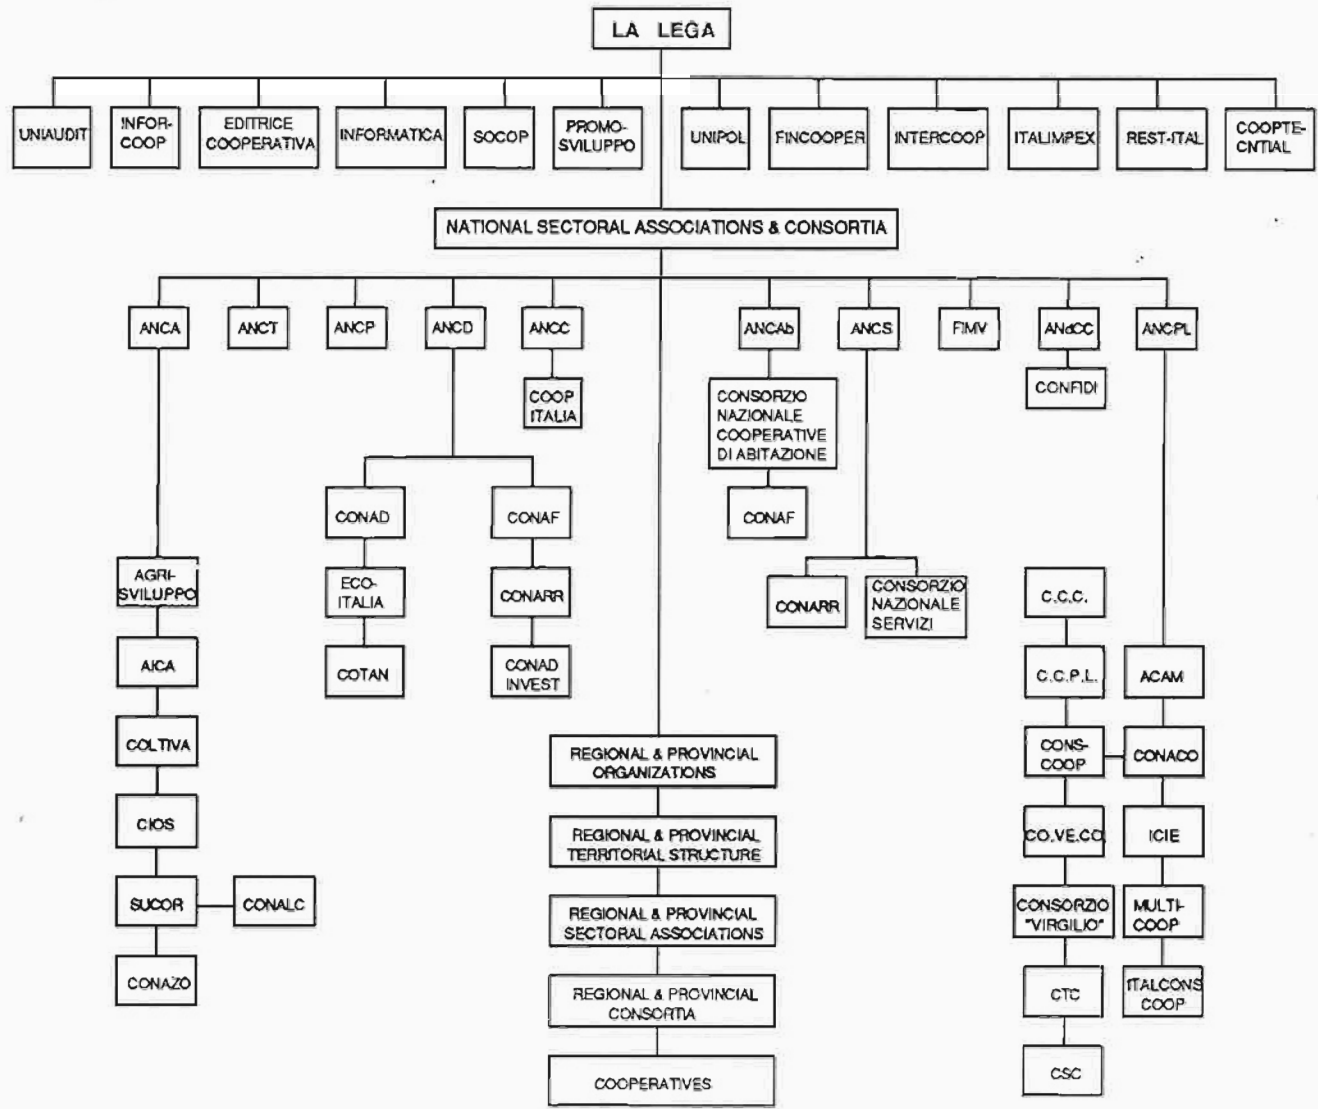 LA LEGA
UNIAUDIT
INFOR-
COOP
EDITRICE
COOPERATIVA
INFORMATICA
SOCOP
PROMO-
SVILUPPO
UNIPOL
FINCOOPER
INTERCOOP
ITALIMPEX
REST-ITAL
COOPTE-
CNTIAL
NATIONAL SECTORAL ASSOCIATIONS & CONSORTIA
ANCA
ANCT
ANCP
ANCD
ANCC
ANCAb
ANCS
FIMV
ANdCC
ANCPL
COOP
ITALIA
CONSORZIO
NAZIONALE
COOPERATIVE
DI ABITAZIONE
CONFIDI
CONAD
CONAF
CONAF
AGRI-
SVILUPPO
ECO-
ITALIA
CONARR
CONARR
CONSORZIO
NAZIONALE
SERVIZI
C.C.C.
AICA
COTAN
CONAD
INVEST
C.C.P.L.
ACAM
COLTIVA
REGIONAL & PROVINCIAL
ORGANIZATIONS
CONS-
COOP
CONACO
CIOS
REGIONAL & PROVINCIAL
TERRITORIAL STRUCTURE
CO.VE.CO.
ICIE
SUCOR
CONALC
REGIONAL & PROVINCIAL
SECTORAL ASSOCIATIONS
CONSORZIO
"VIRGILIO"
MULTI-
COOP
CONAZO
REGIONAL & PROVINCIAL
CONSORTIA
CTC
ITALCONS
COOP
COOPERATIVES
CSC